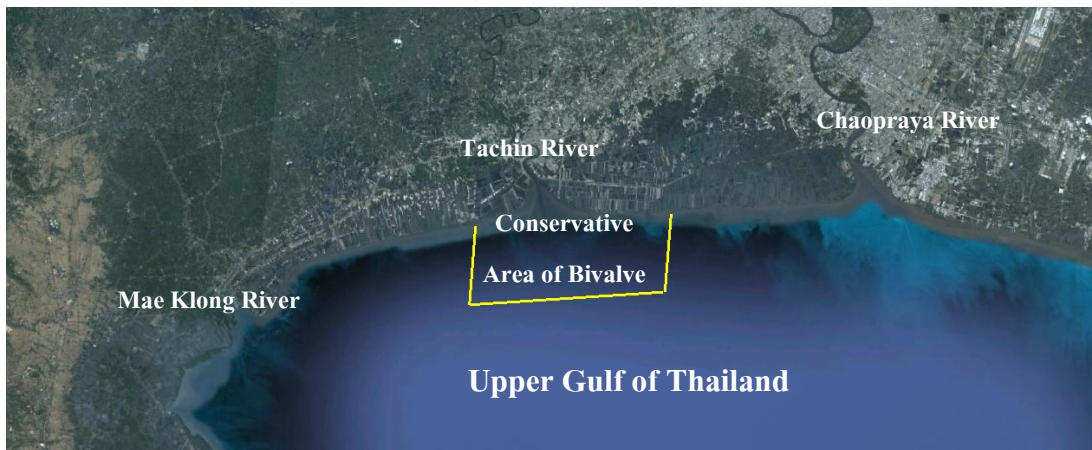 Chaopraya River
Tachin River
Conservative
Area of Bivalve
Mae Klong River
Upper Gulf of Thailand